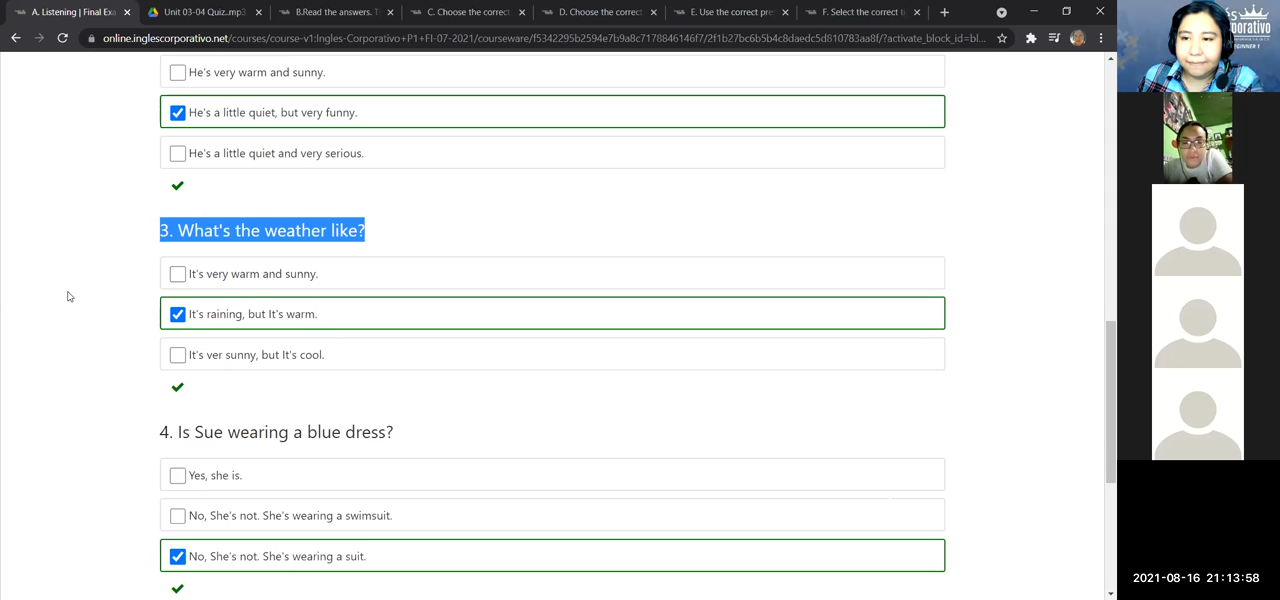 A. Listening | Final Exa
Unit 03-04 Quiz..mp3
B.Read the answers. T
C. Choose the correct
D. Choose the correct
E. Use the correct pre
F. Select the correct t
online.inglescorporativo.net/courses/course-v1:Ingles-Corporativo+P1+FI-07-2021/courseware/f5342295b2594e7b9a8c7178846146f7/2f1b27bc6b5b4c8daedc5d810783aa8f/?activate_block_id=bl...
He's very warm and sunny.
He's a little quiet, but very funny.
He's a little quiet and very serious.
3. What's the weather like?
It's very warm and sunny.
It's raining, but It's warm.
It's ver sunny, but It's cool.
4. Is Sue wearing a blue dress?
Yes, she is.
No, She's not. She's wearing a swimsuit.
No, She's not. She's wearing a suit.
2021-08-16 21:13:58